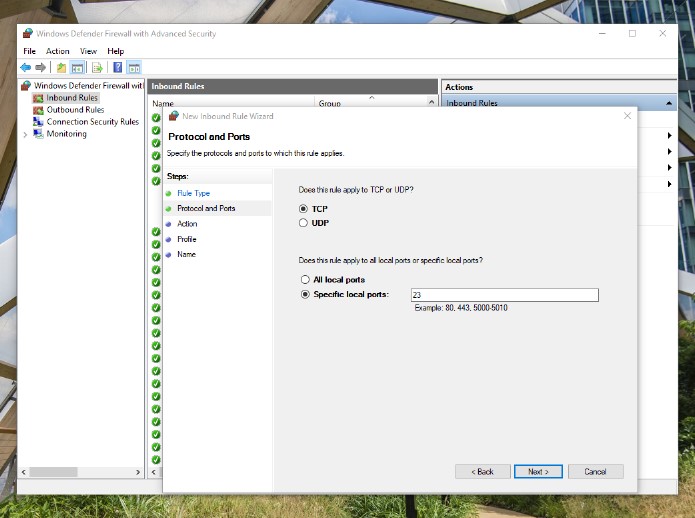 Windows Defender Firewall with Advanced Security
File Action View Help
Windows Defender Firewall wit
Inbound Rules
Outbound Rules
Connection Security Rules
Monitoring
Inbound Rules
Name Group
Actions
Inbound Rules
New Inbound Rule Wizard
Protocol and Ports
Specify the protocols and ports to which this rule applies.
Steps:
Rule Type
Protocol and Ports
Action
Profile
Name
Does this rule apply to TCP or UDP?
TCP
UDP
Does this rule apply to all local ports or specific local ports?
All local ports
Specific local ports: 23
Example: 80, 443, 5000-5010
< Back Next > Cancel